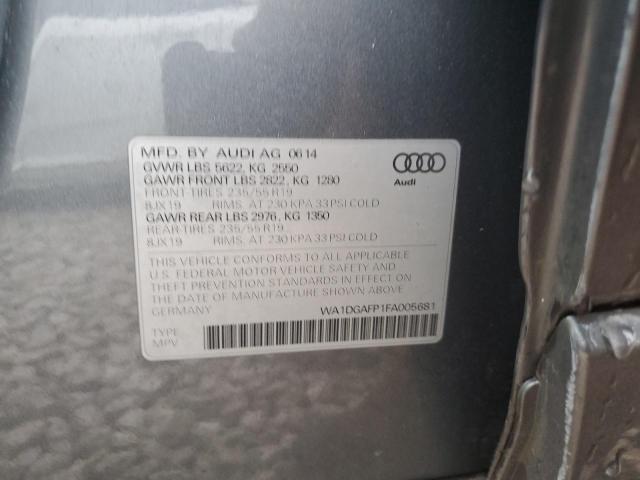 MFD. BY AUDI AG 0614
GVWR LBS 5622, KG 2550
GAWR FRONT LBS 2822, KG 1280
FRONT-TIRES 235/55 R19
8JX19 RIMS. AT 230 KPA 33 PSI COLD
GAWR REAR LBS 2976, KG 1350
REAR-TIRES 235/55 R19
8JX19 RIMS. AT 230 KPA 33 PSI COLD
Audi
THIS VEHICLE CONFORMS TO ALL APPLICABLE
U.S. FEDERAL MOTOR VEHICLE SAFETY AND
THEFT PREVENTION STANDARDS IN EFFECT ON
THE DATE OF MANUFACTURE SHOWN ABOVE.
GERMANY WA1DGAFP1FA005681
TYPE
MPV